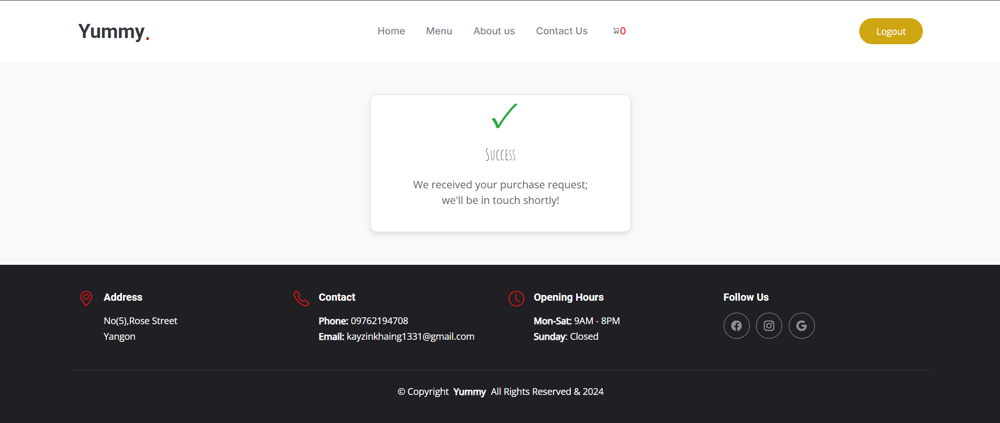 Yummy.
Home Menu About us Contact Us 0
Logout
Success
We received your purchase request;
we'll be in touch shortly!
Address
No(5),Rose Street
Yangon
Contact
Phone: 09762194708
Email: kayzinkhaing1331@gmail.com
Opening Hours
Mon-Sat: 9AM - 8PM
Sunday: Closed
Follow Us
© Copyright Yummy All Rights Reserved & 2024